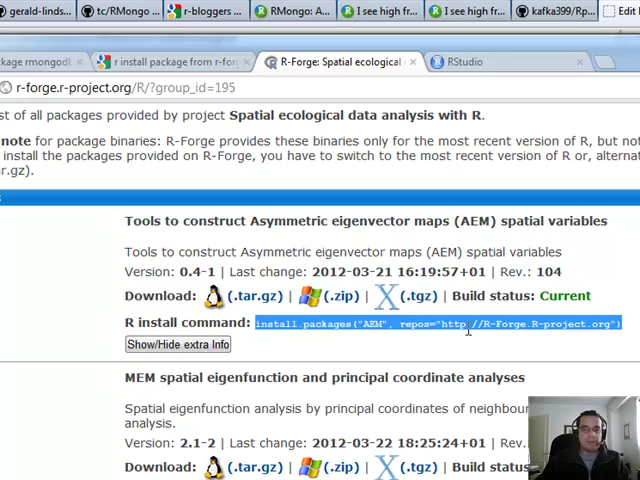 gerald-linds tc/RMongo r-bloggers RMongo: A... I see high fr I see high fr kafka399/Rp... Edit
ackage rmongodb r install package from r-forg R-Forge: Spatial ecological RStudio
r-forge.r-project.org/R/?group_id=195
st of all packages provided by project Spatial ecological data analysis with R.
note for package binaries: R-Forge provides these binaries only for the most recent version of R, but not
install the packages provided on R-Forge, you have to switch to the most recent version of R or, alternat
ar.gz).
Tools to construct Asymmetric eigenvector maps (AEM) spatial variables
Tools to construct Asymmetric eigenvector maps (AEM) spatial variables
Version: 0.4-1 | Last change: 2012-03-21 16:19:57+01 | Rev.: 104
Download: (.tar.gz) | (.zip) | (.tgz) | Build status: Current
R install command: install.packages("AEM", repos="http://R-Forge.R-project.org")
Show/Hide extra Info
MEM spatial eigenfunction and principal coordinate analyses
Spatial eigenfunction analysis by principal coordinates of neighbou
analysis.
Version: 2.1-2 | Last change: 2012-03-22 18:25:24+01 | Rev.
Download: (.tar.gz) | (.zip) | (.tgz) | Build